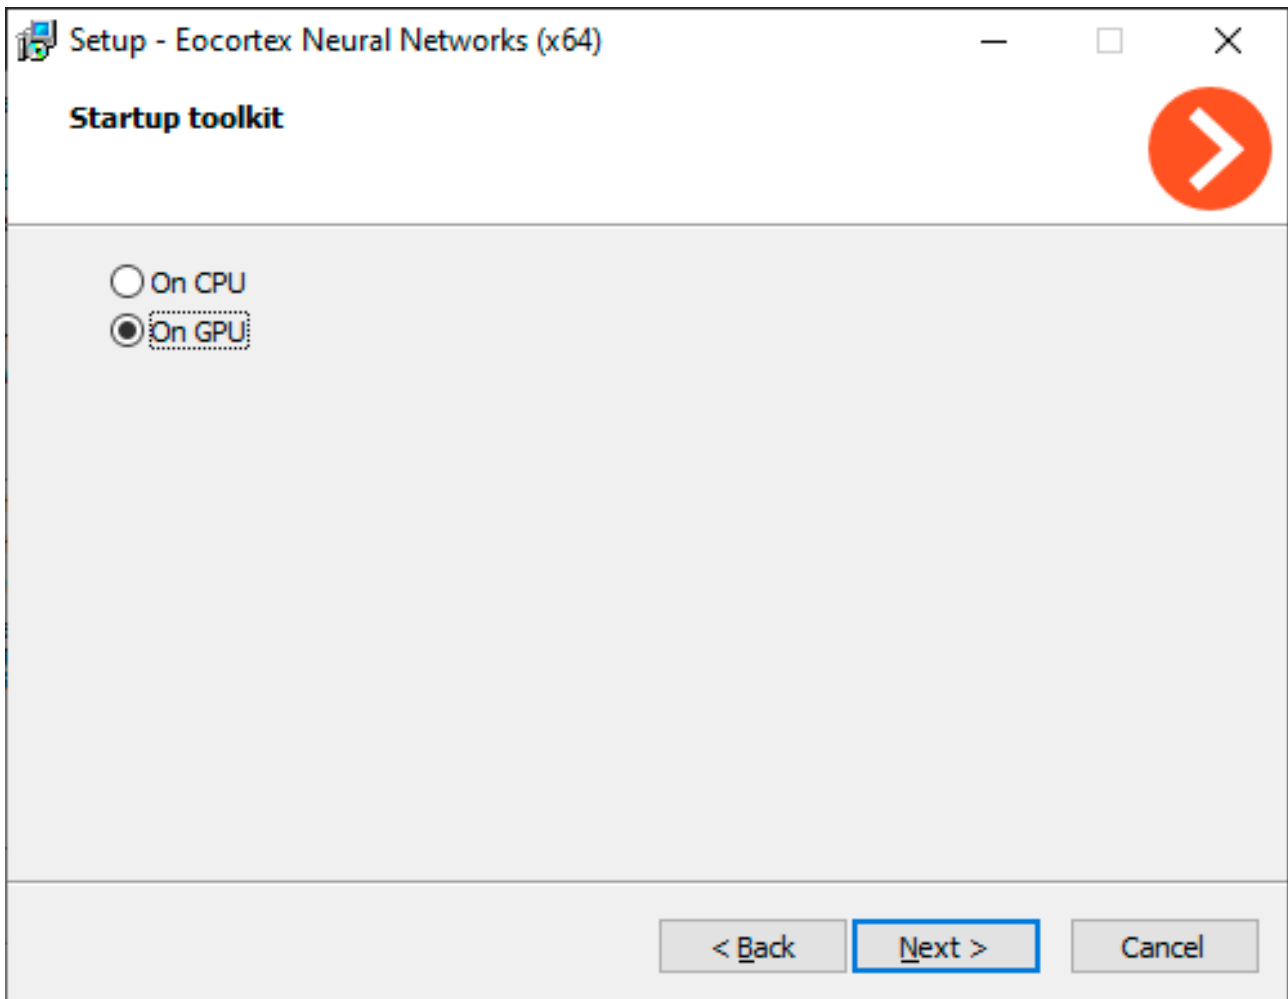 Setup - Eocortex Neural Networks (x64)
Startup toolkit
On CPU
On GPU
< Back Next > Cancel